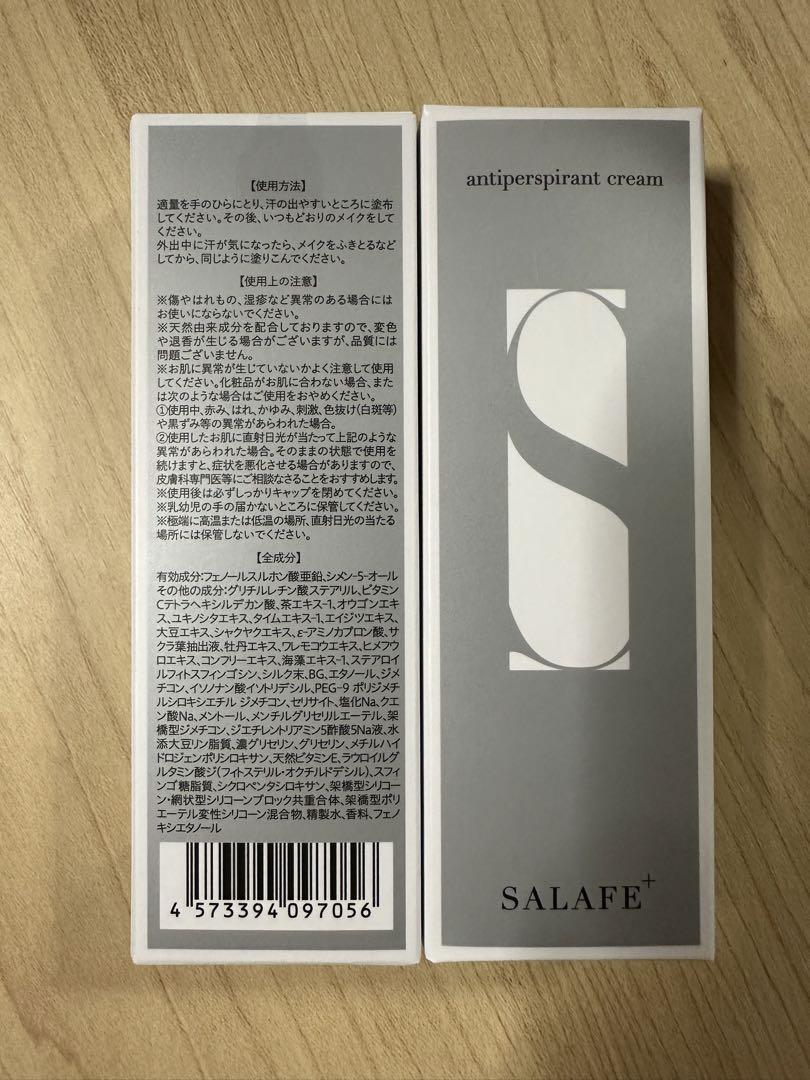 【使用方法】
適量を手のひらにとり、汗の出やすいところに塗布
してください。その後、いつもどおりのメイクをして
ください。
外出中に汗が気になったら、メイクをふきとるなど
してから、同じように塗りこんでください。
【使用上の注意】
※傷やはれもの、湿疹など異常のある場合には
お使いにならないでください。
※天然由来成分を配合しておりますので、変色
や退香が生じる場合がございますが、品質には
問題ございません。
※お肌に異常が生じていないかよく注意して使用
してください。化粧品がお肌に合わない場合、また
は次のような場合はご使用をおやめください。
①使用中、赤み、はれ、かゆみ、刺激、色抜け(白斑等)
や黒ずみ等の異常があらわれた場合。
②使用したお肌に直射日光が当たって上記のような
異常があらわれた場合。そのままの状態で使用を
続けますと、症状を悪化させる場合がありますので、
皮膚科専門医等にご相談なさることをおすすめします。
※使用後は必ずしっかりキャップを閉めてください。
※乳幼児の手の届かないところに保管してください。
※極端に高温または低温の場所、直射日光の当たる
場所には保管しないでください。
【全成分】
有効成分:フェノールスルホン酸亜鉛、シメン-5-オール
その他の成分:グリチルレチン酸ステアリル、ビタミン
Cテトラヘキシルデカン酸、茶エキス-1、オウゴンエキ
ス、ユキノシタエキス、タイムエキス-1、エイジツエキス、
大豆エキス、シャクヤクエキス、ε-アミノカプロン酸、サ
クラ葉抽出液、牡丹エキス、ワレモコウエキス、ヒメフウ
ロエキス、コンフリーエキス、海藻エキス-1、ステアロイ
ルフィトスフィンゴシン、シルク末、BG、エタノール、ジメ
チコン、イソノナン酸イソトリデシル、PEG-9 ポリジメチ
ルシロキシエチル ジメチコン、セリサイト、塩化Na、クエ
ン酸Na、メントール、メンチルグリセリルエーテル、架
橋型ジメチコン、ジエチレントリアミン5酢酸5Na液、水
添大豆リン脂質、濃グリセリン、グリセリン、メチルハイ
ドロジェンポリシロキサン、天然ビタミンE、ラウロイルグ
ルタミン酸ジ(フィトステリル・オクチルドデシル)、スフィ
ンゴ糖脂質、シクロペンタシロキサン、架橋型シリコー
ン・網状型シリコーンブロック共重合体、架橋型ポリ
エーテル変性シリコーン混合物、精製水、香料、フェノ
キシエタノール
4 573394 097056
antiperspirant cream
S
SALAFE+